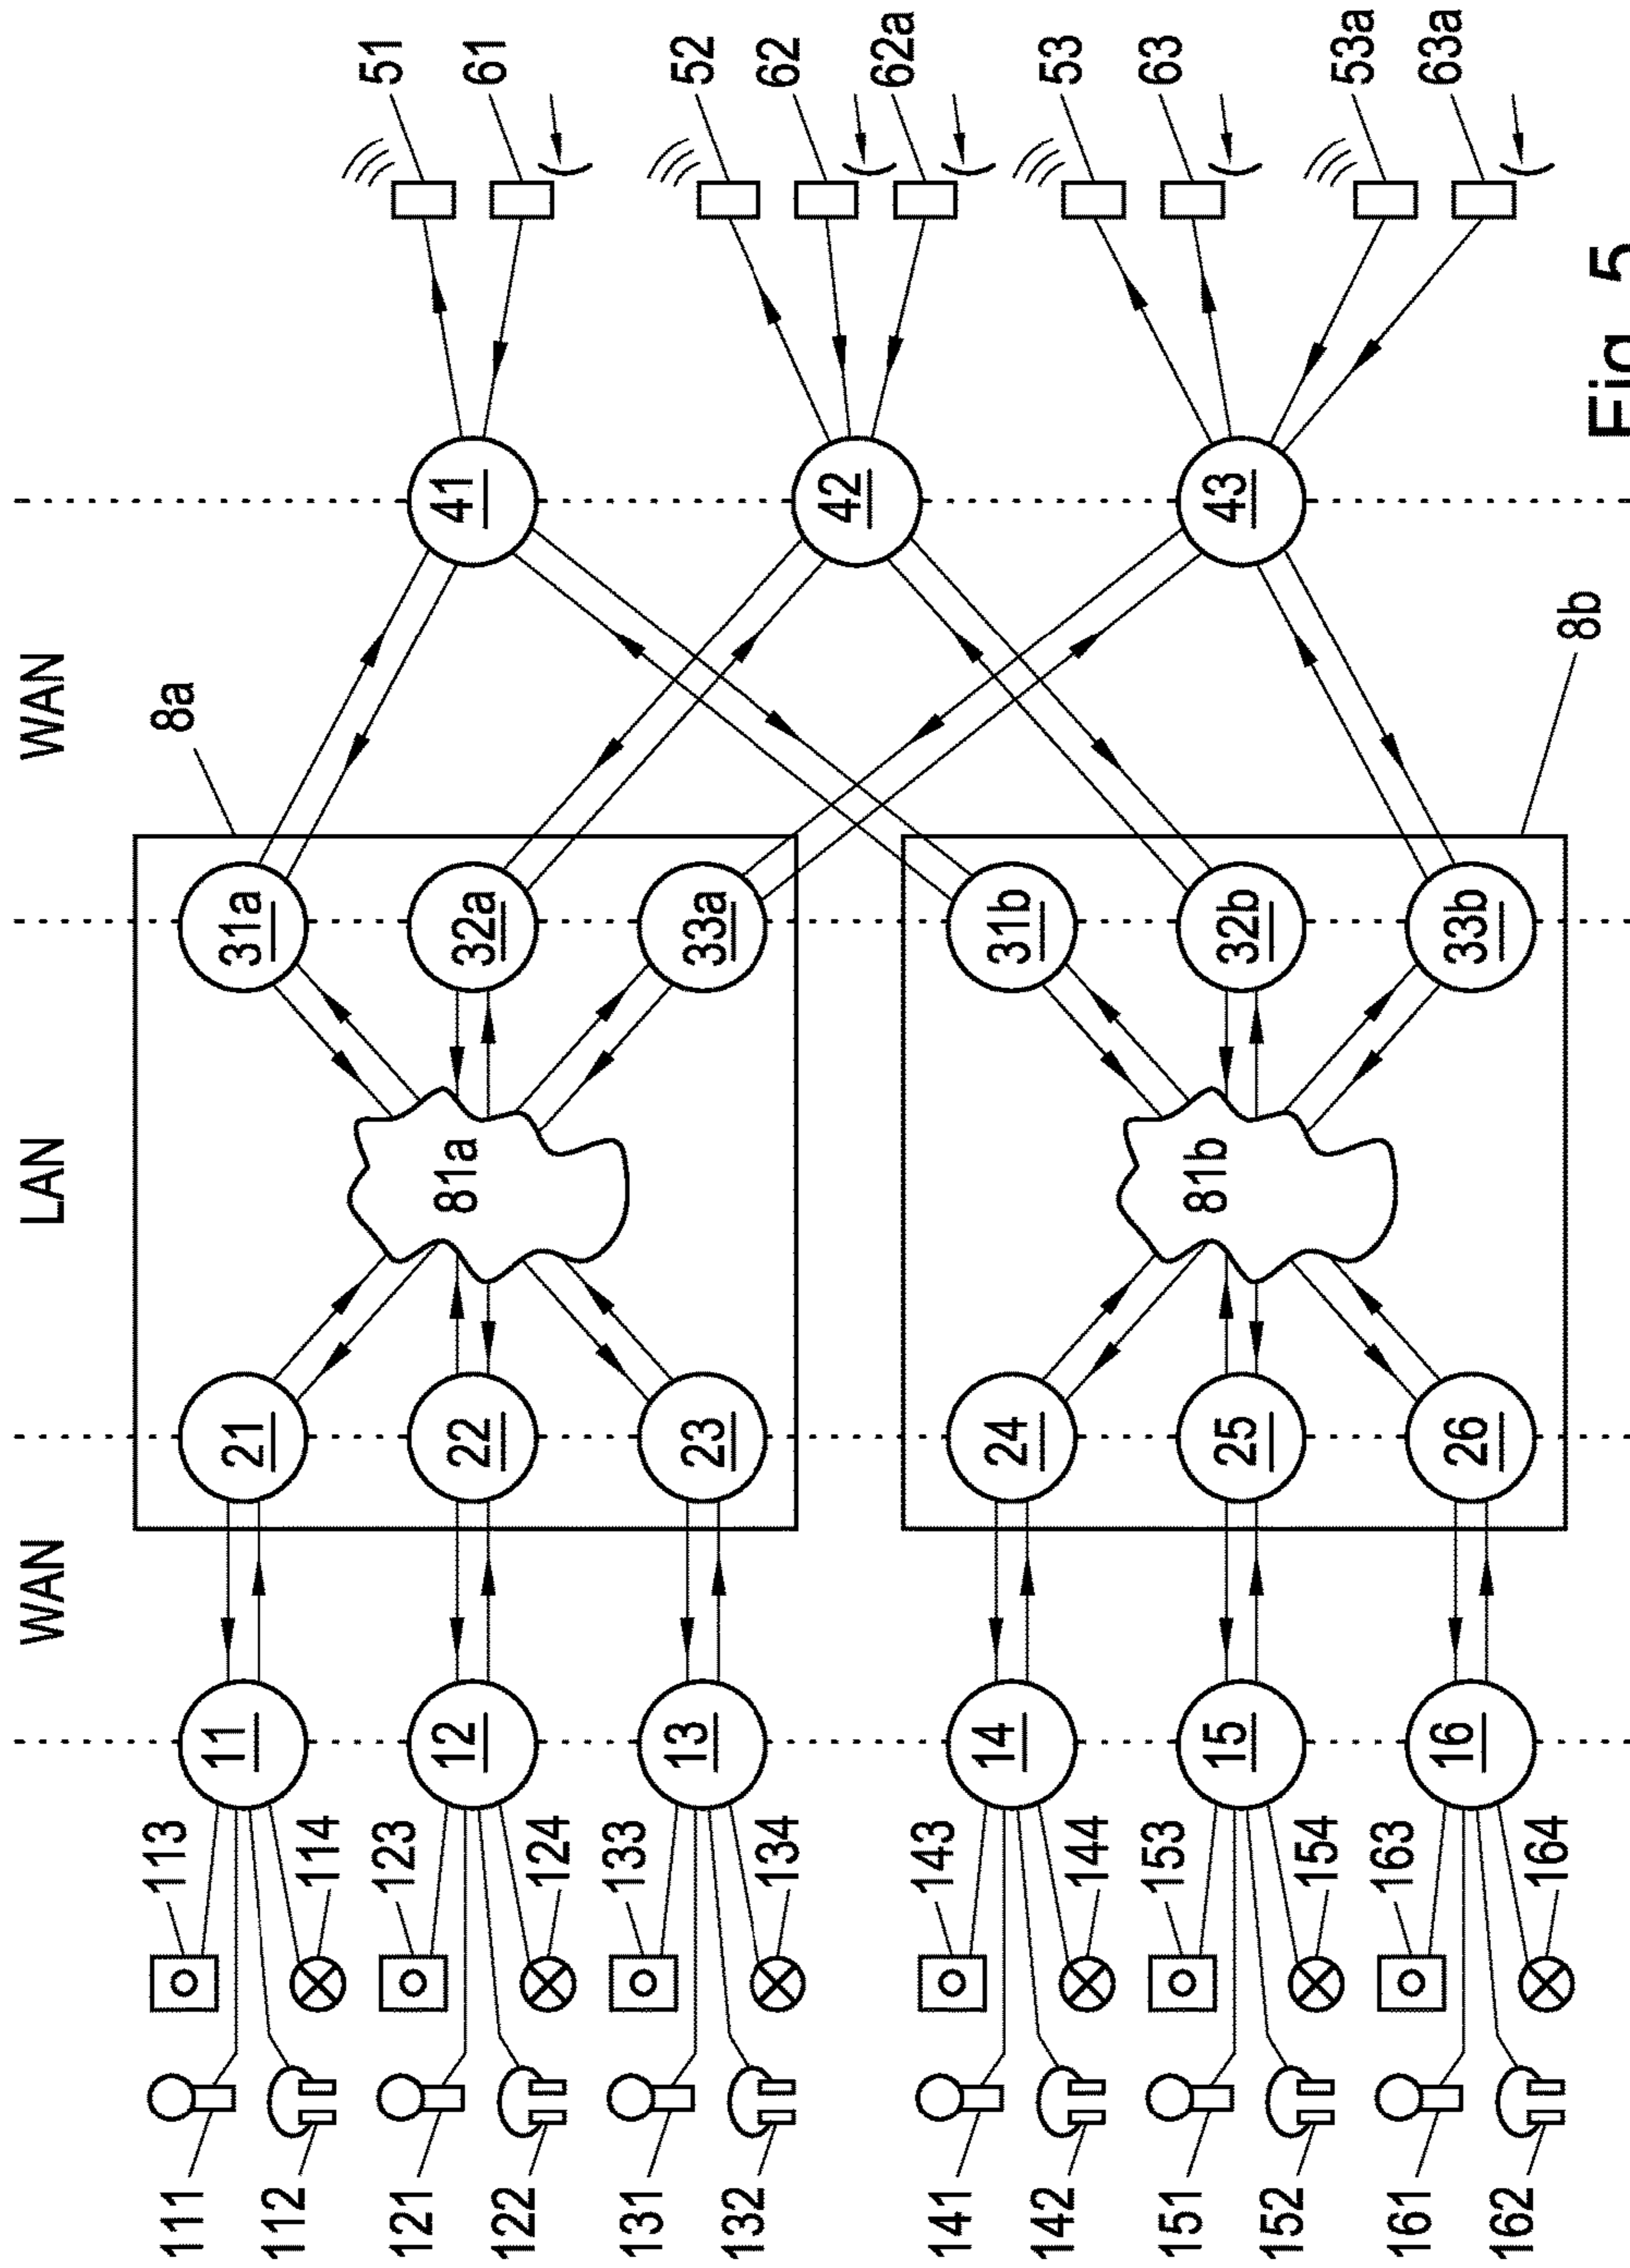 WAN LAN WAN
111 113 8a
11 21 31a
112
114
51
123
121
12 22 81a 32a 41
61
122
124
133
131
52
13 23 33a
132
134 62
42
62a
143
141
14 24 31b
142 53
144
153 63
151
81b
15 25 32b 43
152
154
53a
163
161
63a
16 26 33b
162
164
8b
Fig. 5